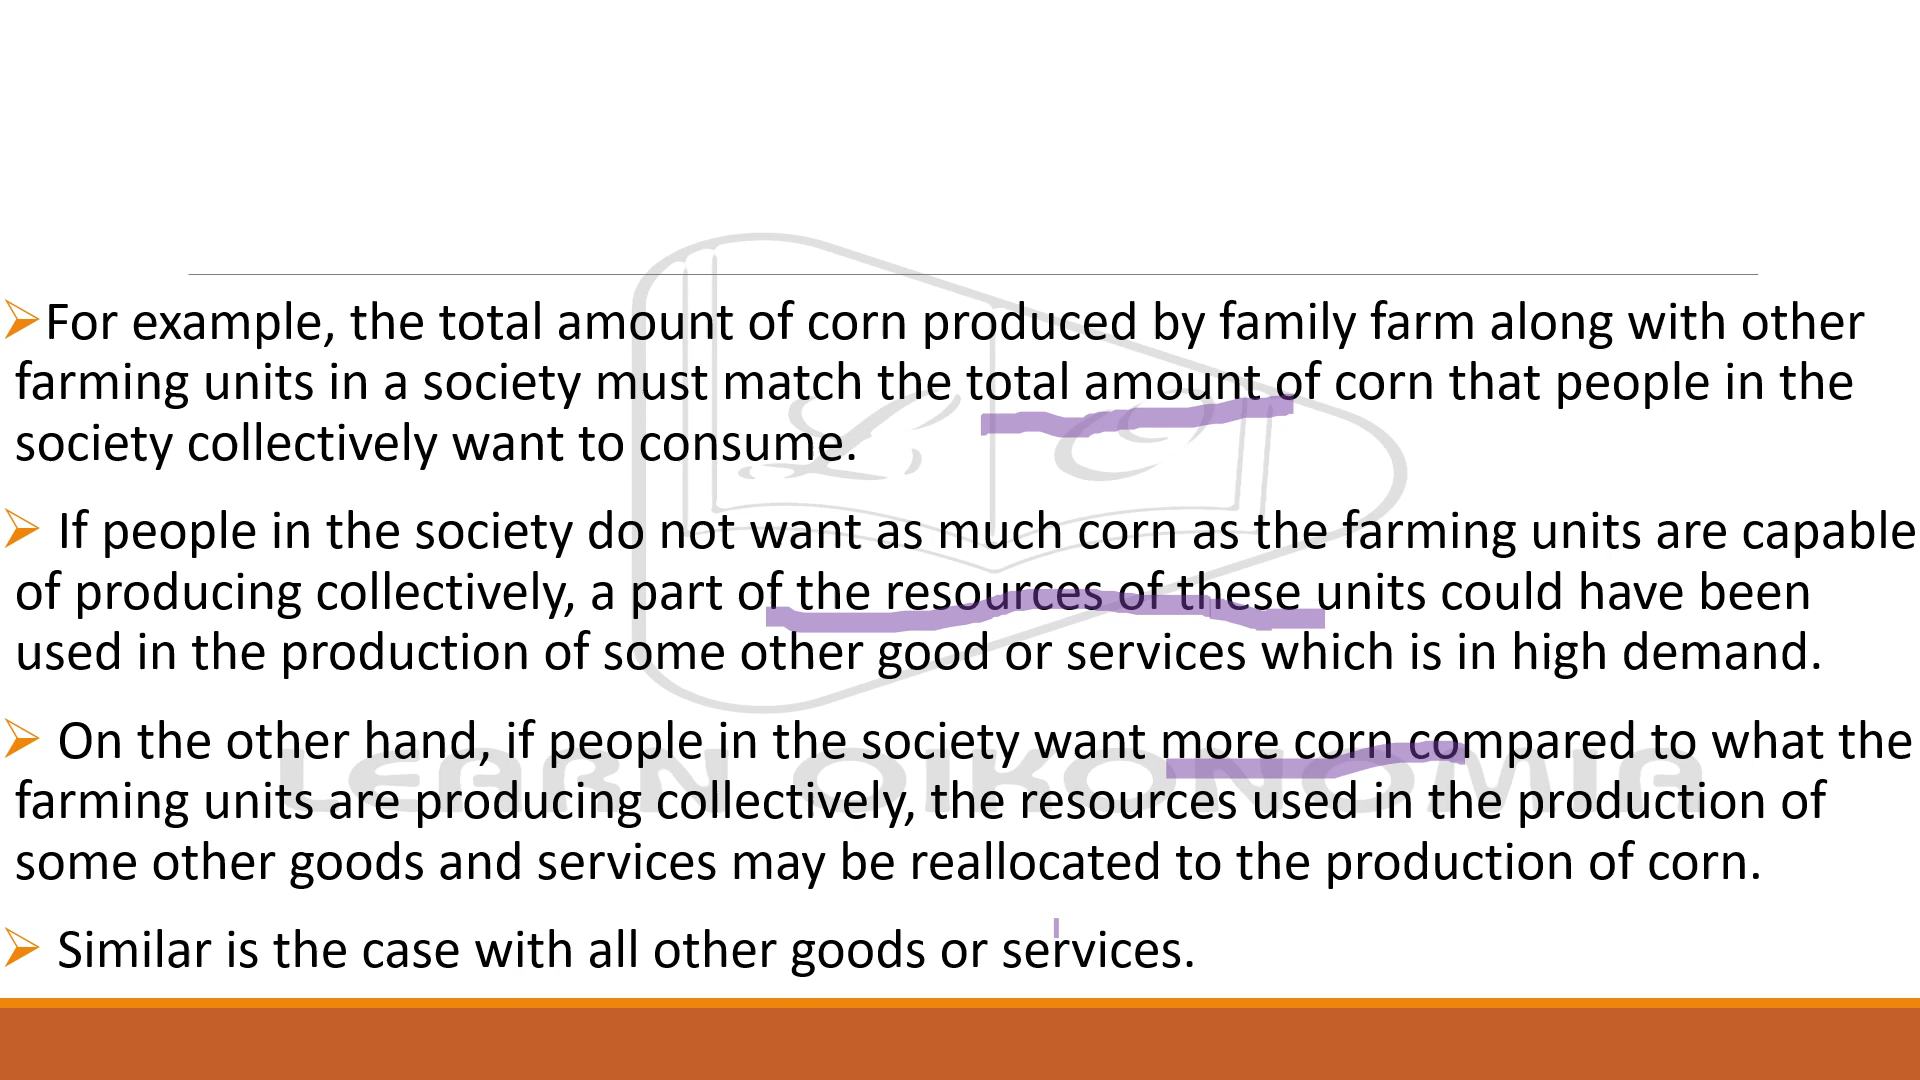 ➢For example, the total amount of corn produced by family farm along with other
farming units in a society must match the total amount of corn that people in the
society collectively want to consume.
➢ If people in the society do not want as much corn as the farming units are capable
of producing collectively, a part of the resources of these units could have been
used in the production of some other good or services which is in high demand.
➢ On the other hand, if people in the society want more corn compared to what the
farming units are producing collectively, the resources used in the production of
some other goods and services may be reallocated to the production of corn.
➢ Similar is the case with all other goods or services.
LEARN OIKONOMIA